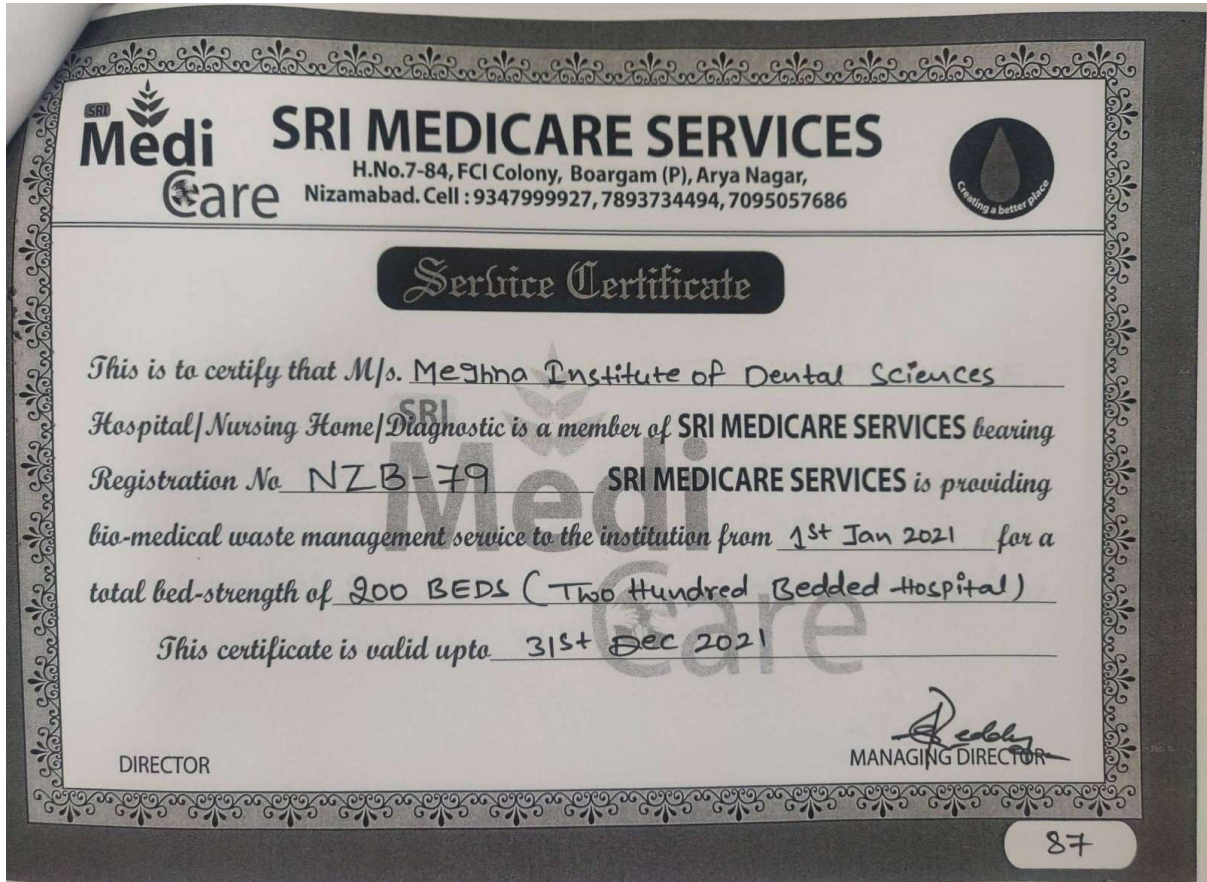 SRI
Medi
Care
SRI MEDICARE SERVICES
H.No.7-84, FCI Colony, Boargam (P), Arya Nagar,
Nizamabad. Cell : 9347999927, 7893734494, 7095057686
Creating a better place
Service Certificate
This is to certify that M/s. Meghna Institute of Dental Sciences
Hospital/Nursing Home/Diagnostic is a member of SRI MEDICARE SERVICES bearing
Registration No NZB-79 SRI MEDICARE SERVICES is providing
bio-medical waste management service to the institution from 1st Jan 2021 for a
total bed-strength of 200 BEDS (Two Hundred Bedded Hospital)
This certificate is valid upto 31st Dec 2021
SRI
Medi
Care
Reddy
DIRECTOR
MANAGING DIRECTOR
87